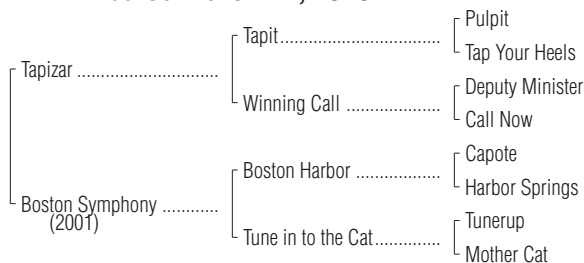 Pulpit
Tapit
Tap Your Heels
Tapizar
Deputy Minister
Winning Call
Call Now
Capote
Boston Harbor
Harbor Springs
Boston Symphony
(2001)
Tunerup
Tune in to the Cat
Mother Cat